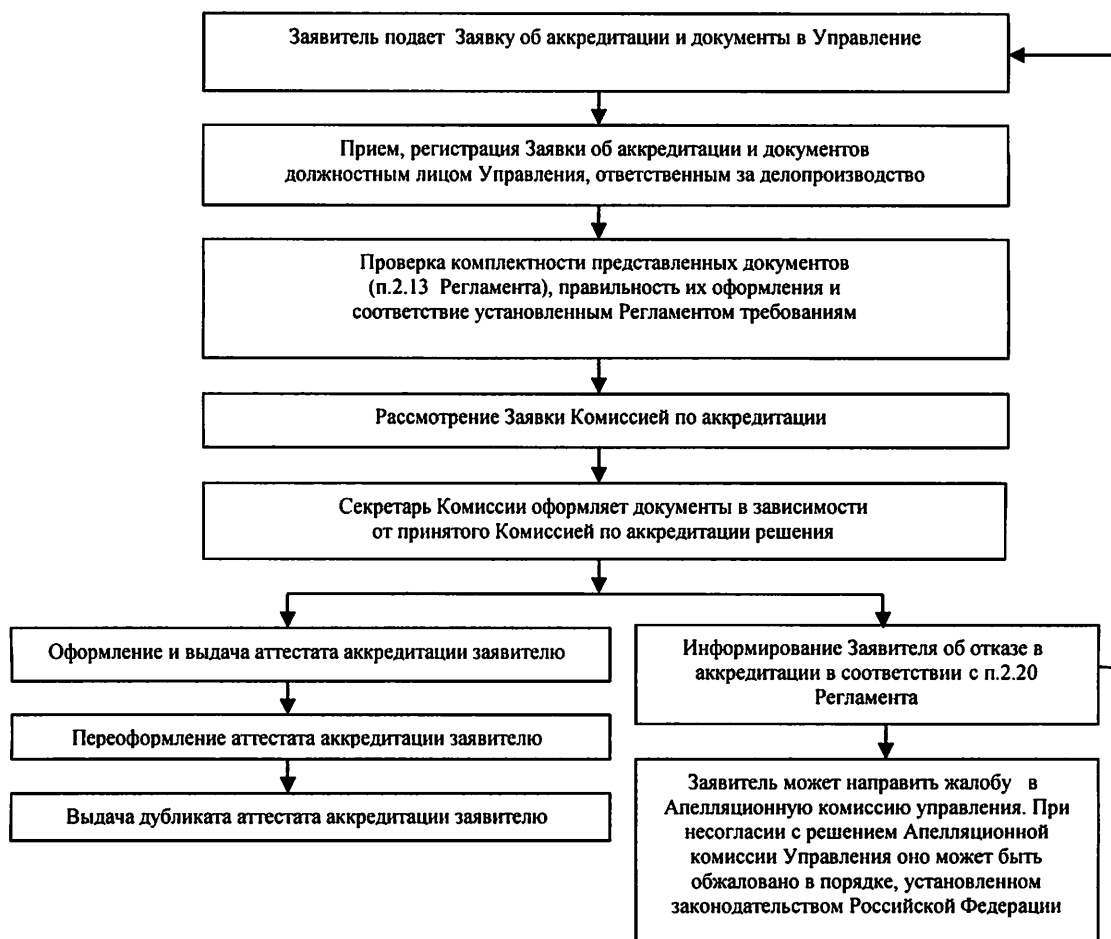 Заявитель подает Заявку об аккредитации и документы в Управление
Прием, регистрация Заявки об аккредитации и документов
должностным лицом Управления, ответственным за делопроизводство
Проверка комплектности представленных документов
(п.2.13 Регламента), правильность их оформления и
соответствие установленным Регламентом требованиям
Рассмотрение Заявки Комиссией по аккредитации
Секретарь Комиссии оформляет документы в зависимости
от принятого Комиссией по аккредитации решения
Оформление и выдача аттестата аккредитации заявителю
Переоформление аттестата аккредитации заявителю
Выдача дубликата аттестата аккредитации заявителю
Информирование Заявителя об отказе в
аккредитации в соответствии с п.2.20
Регламента
Заявитель может направить жалобу в
Апелляционную комиссию управления. При
несогласии с решением Апелляционной
комиссии Управления оно может быть
обжаловано в порядке, установленном
законодательством Российской Федерации